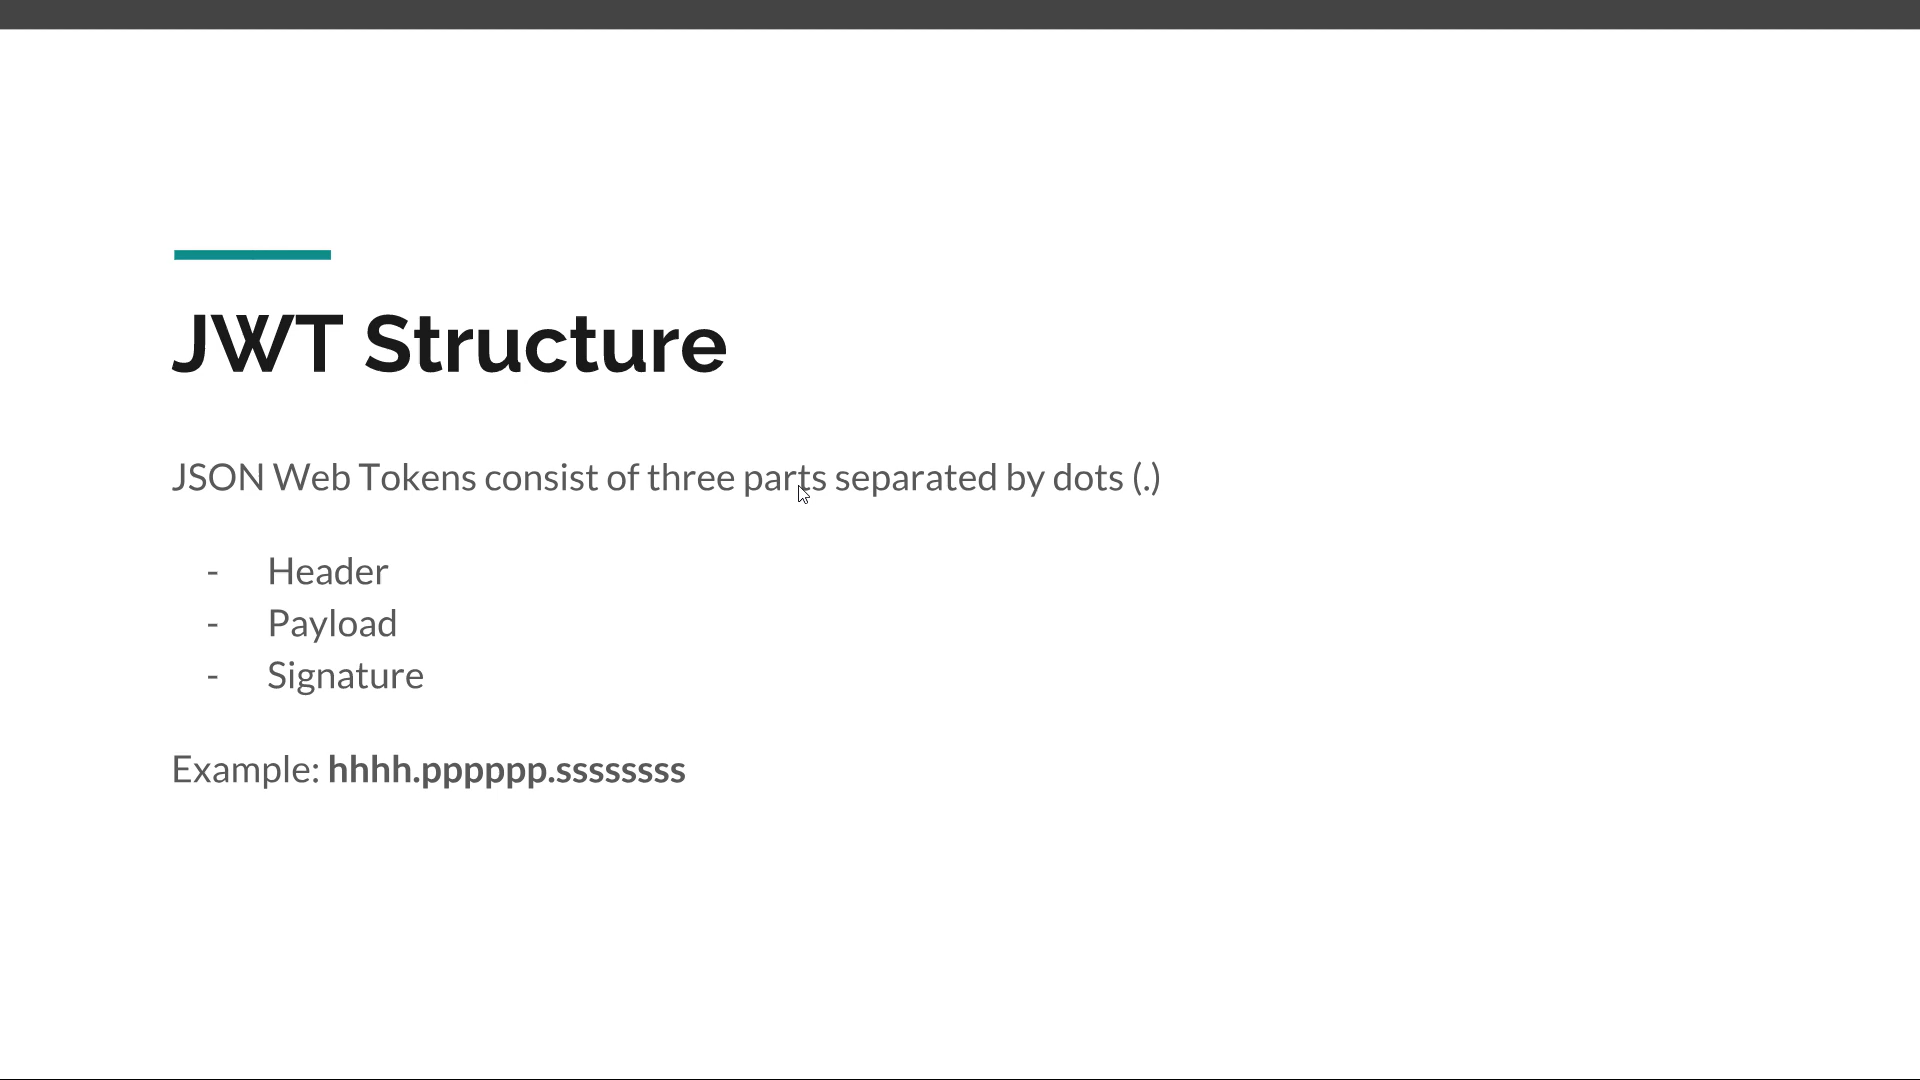 JWT Structure
JSON Web Tokens consist of three parts separated by dots (.)
- Header
- Payload
- Signature
Example: hhhh.pppppp.ssssssss